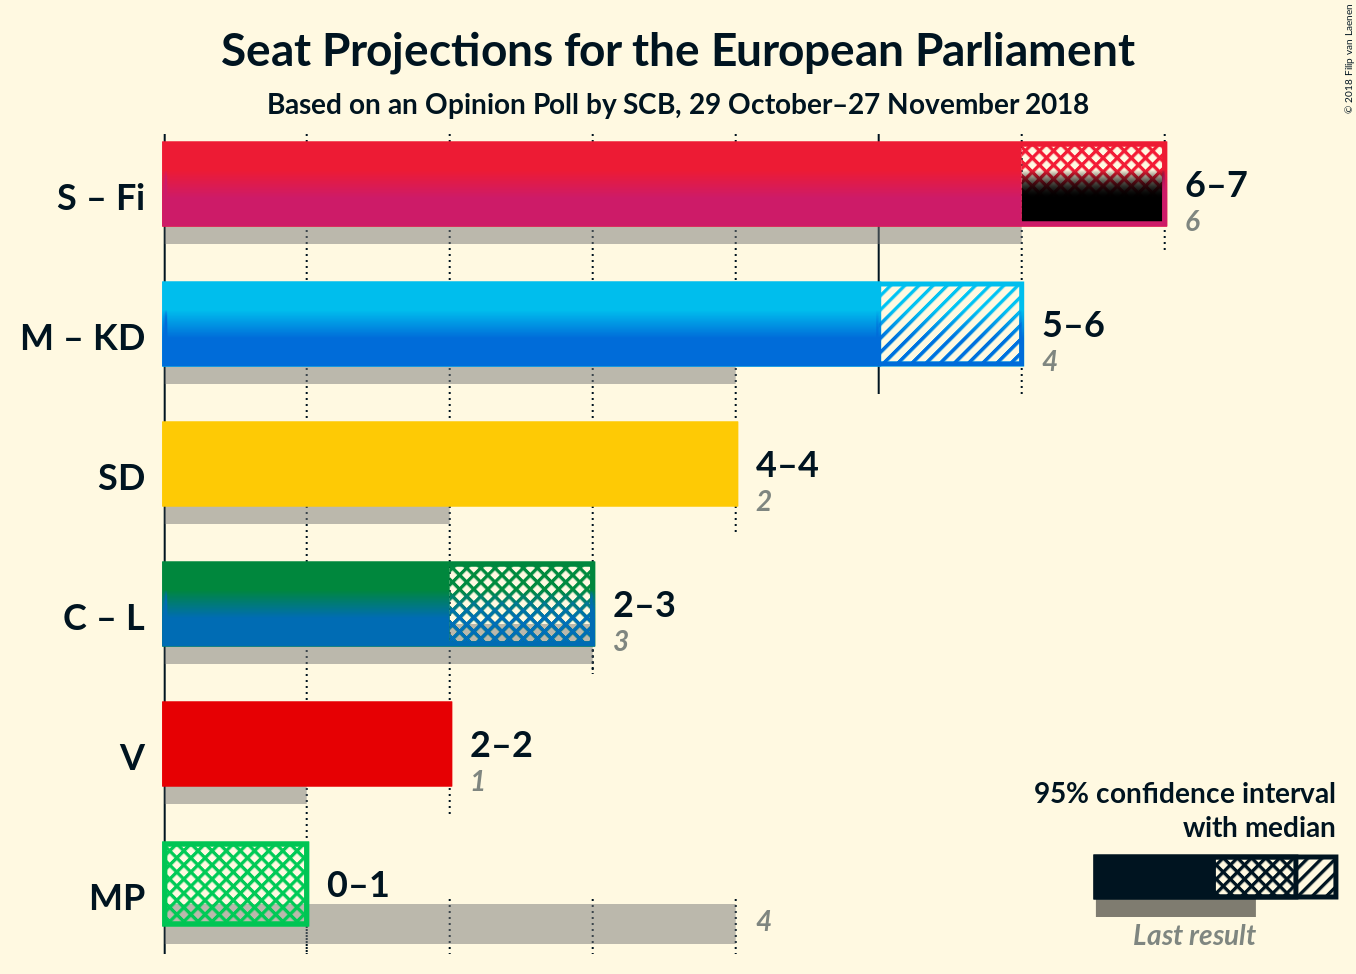 Seat Projections for the European Parliament
Based on an Opinion Poll by SCB, 29 October–27 November 2018
© 2018 Filip van Laenen
S – Fi
6–7
6
M – KD
5–6
4
SD
4–4
2
C – L
2–3
3
V
2–2
1
MP
0–1
4
95% confidence interval
with median
Last result